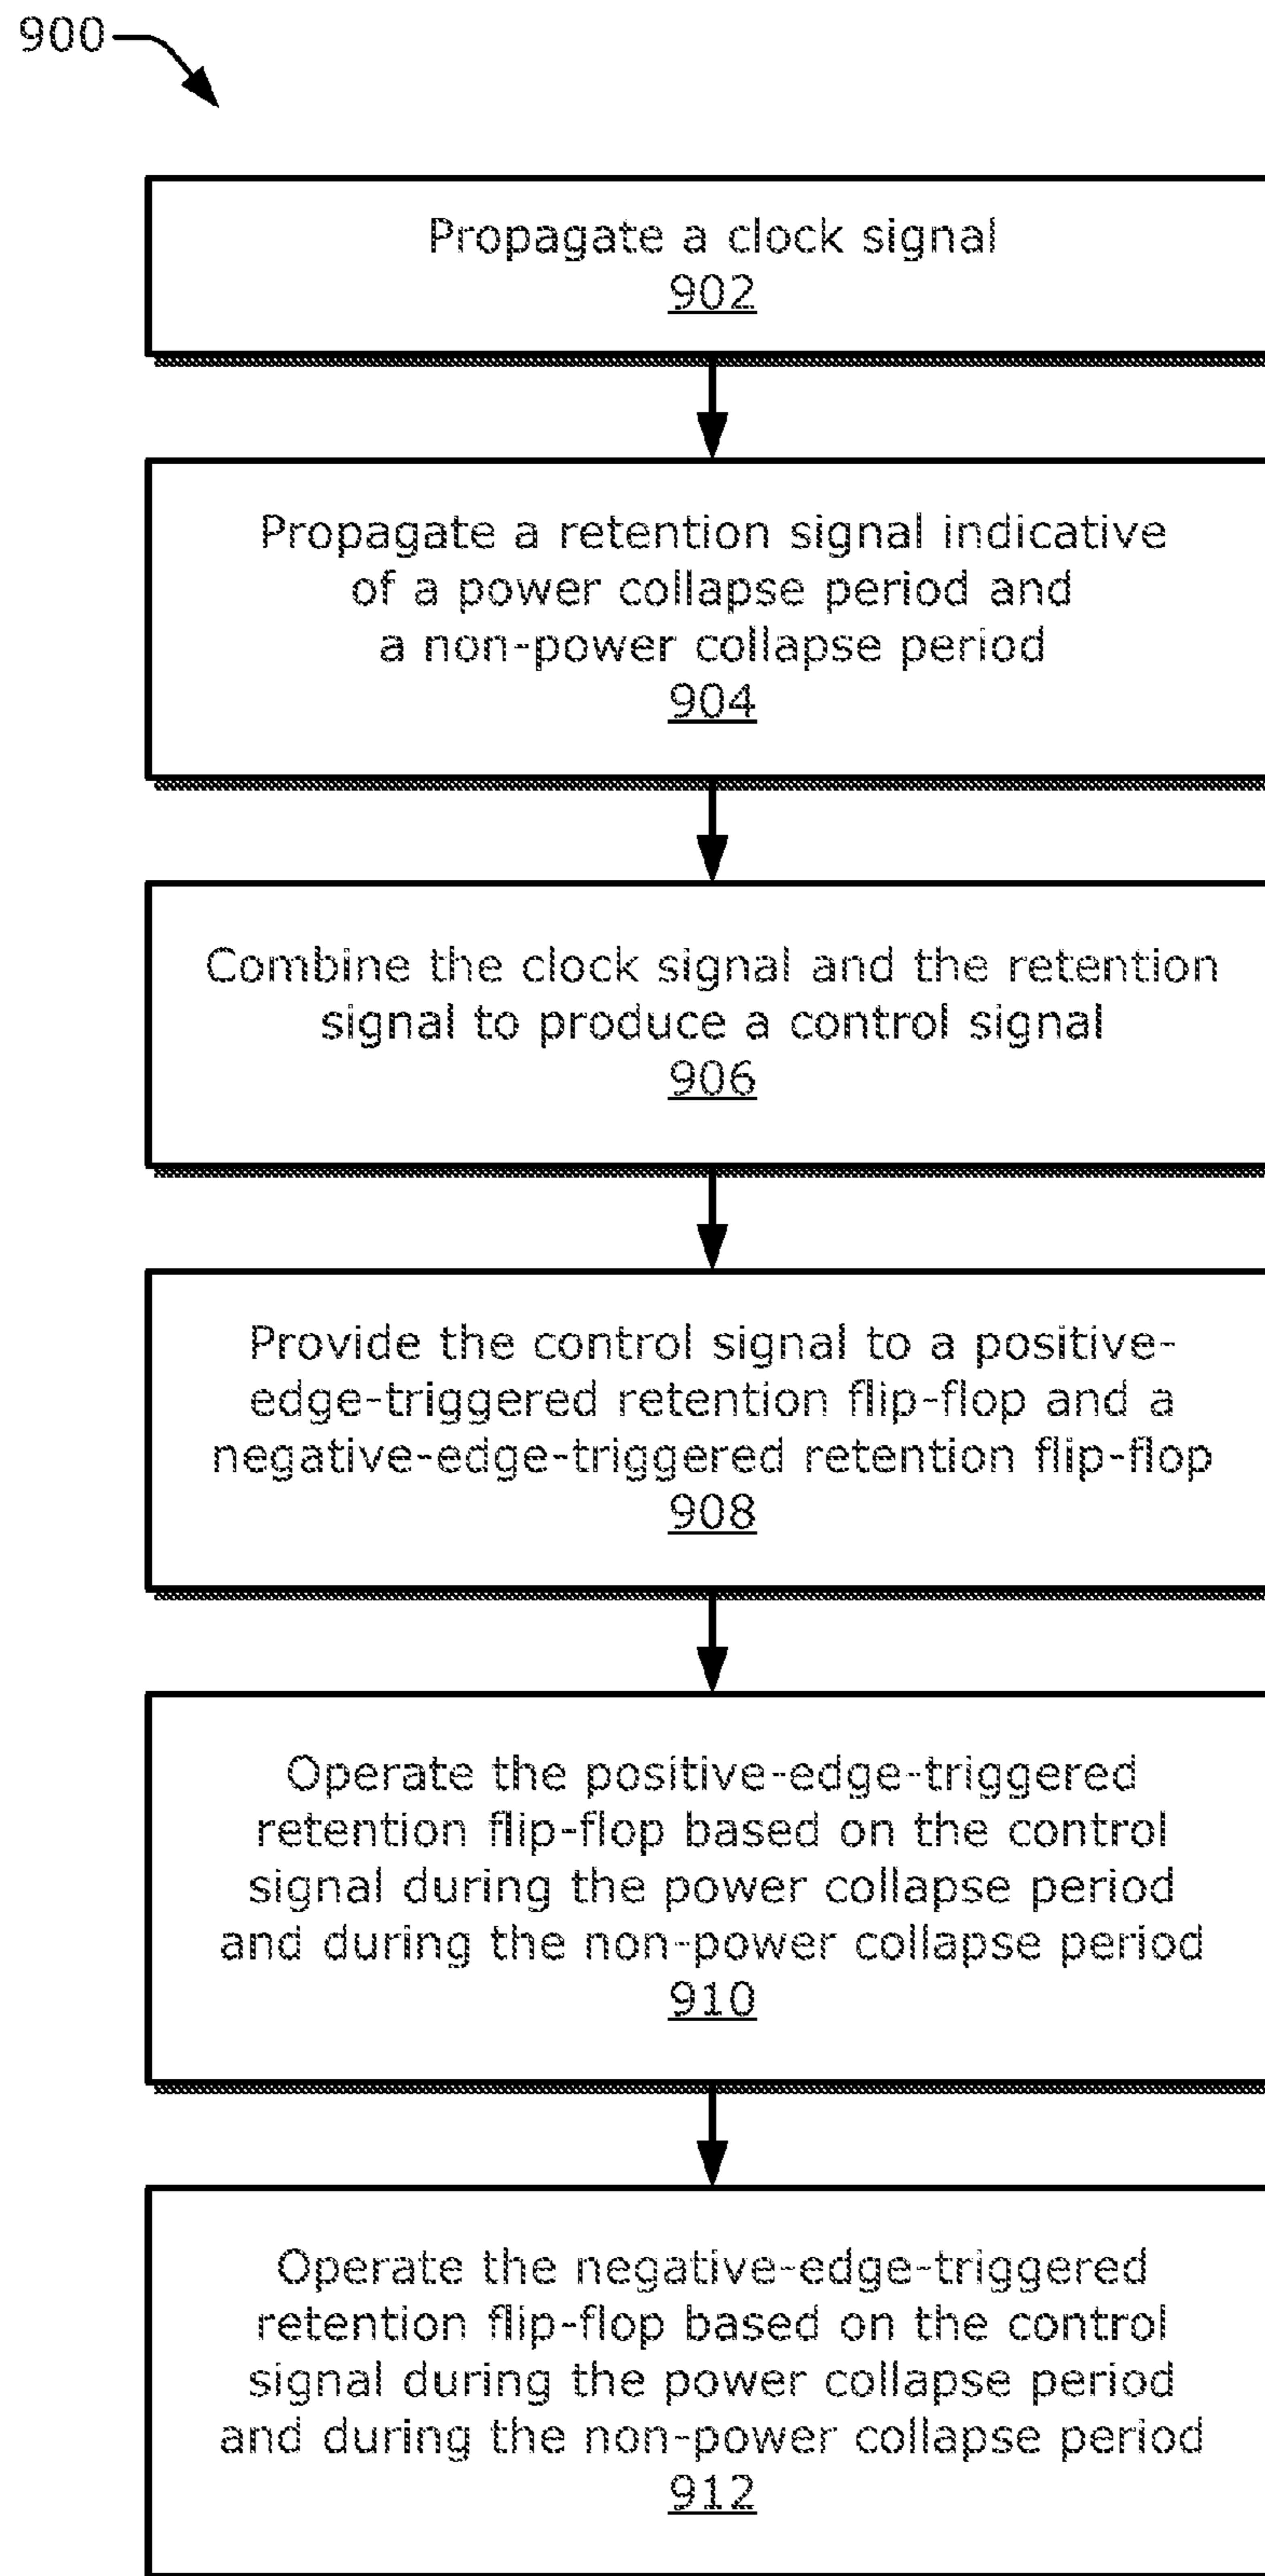 900
Propagate a clock signal
902
Propagate a retention signal indicative
of a power collapse period and
a non-power collapse period
904
Combine the clock signal and the retention
signal to produce a control signal
906
Provide the control signal to a positive-
edge-triggered retention flip-flop and a
negative-edge-triggered retention flip-flop
908
Operate the positive-edge-triggered
retention flip-flop based on the control
signal during the power collapse period
and during the non-power collapse period
910
Operate the negative-edge-triggered
retention flip-flop based on the control
signal during the power collapse period
and during the non-power collapse period
912